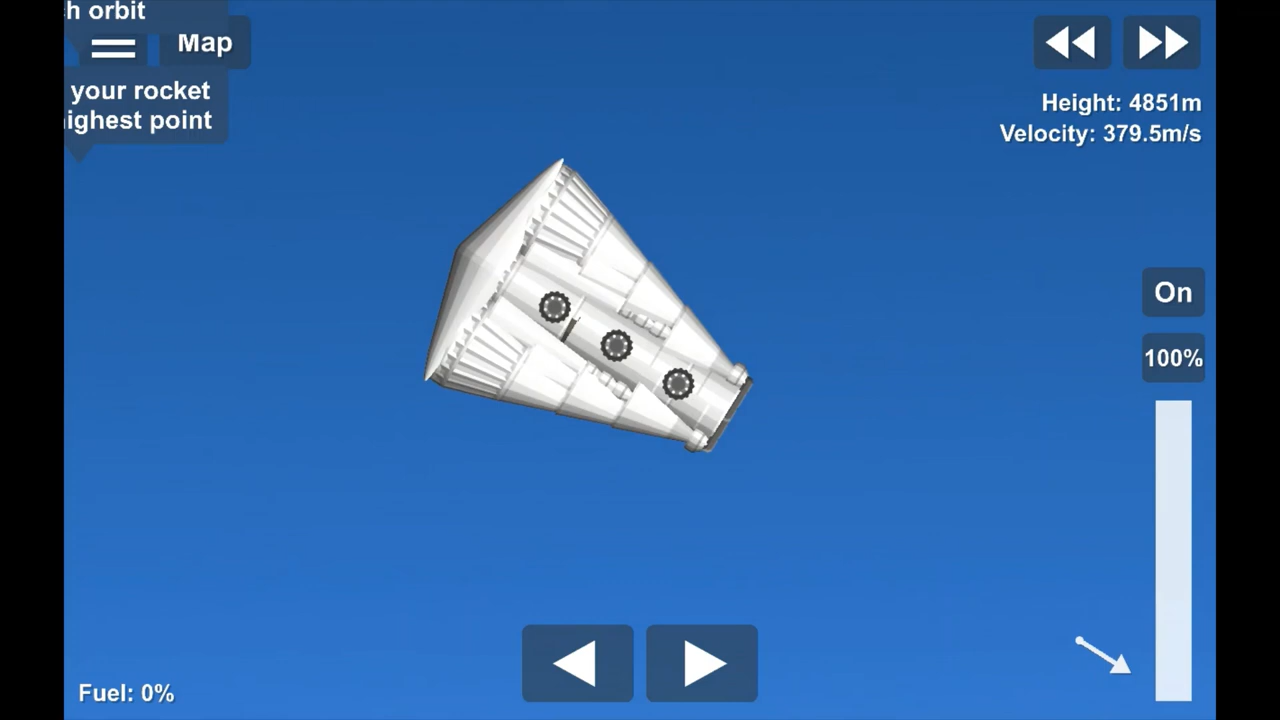 h orbit
Map
your rocket
ighest point
Height: 4851m
Velocity: 379.5m/s
On
100%
Fuel: 0%